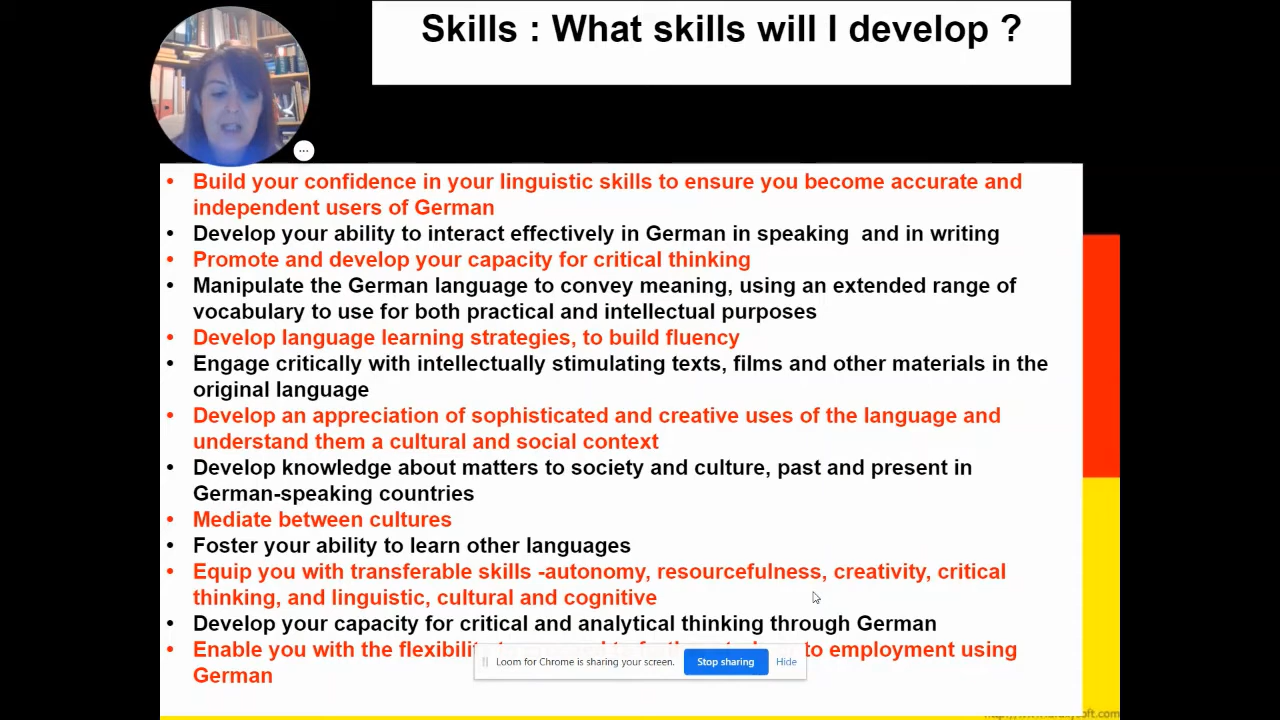 Skills : What skills will I develop ?
• Build your confidence in your linguistic skills to ensure you become accurate and
independent users of German
• Develop your ability to interact effectively in German in speaking and in writing
• Promote and develop your capacity for critical thinking
• Manipulate the German language to convey meaning, using an extended range of
vocabulary to use for both practical and intellectual purposes
• Develop language learning strategies, to build fluency
• Engage critically with intellectually stimulating texts, films and other materials in the
original language
• Develop an appreciation of sophisticated and creative uses of the language and
understand them a cultural and social context
• Develop knowledge about matters to society and culture, past and present in
German-speaking countries
• Mediate between cultures
• Foster your ability to learn other languages
• Equip you with transferable skills -autonomy, resourcefulness, creativity, critical
thinking, and linguistic, cultural and cognitive
• Develop your capacity for critical and analytical thinking through German
• Enable you with the flexibility to employment using
German
Loom for Chrome is sharing your screen. Stop sharing Hide